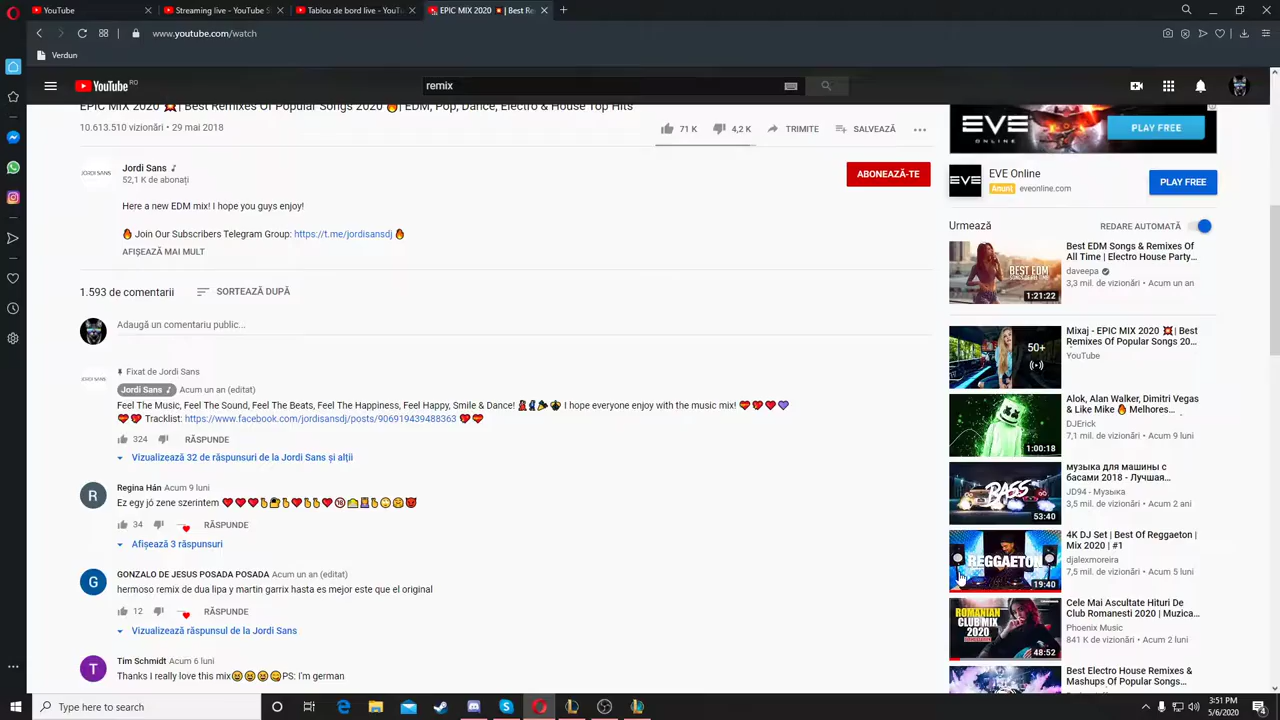 YouTube
Streaming live - YouTube S
Tablou de bord live - YouTu
EPIC MIX 2020 💥| Best Re
www.youtube.com/watch
Verdun
YouTube RO
remix
EPIC MIX 2020 💥| Best Remixes Of Popular Songs 2020 🔥| EDM, Pop, Dance, Electro & House Top Hits
10.613.510 vizionări • 29 mai 2018
71 K
4,2 K
TRIMITE
SALVEAZĂ
JORDI SANS
Jordi Sans ♪
52,1 K de abonați
ABONEAZĂ-TE
Here a new EDM mix! I hope you guys enjoy!
🔥 Join Our Subscribers Telegram Group: https://t.me/jordisansdj 🔥
AFIȘEAZĂ MAI MULT
1.593 de comentarii
SORTEAZĂ DUPĂ
Adaugă un comentariu public...
JORDI SANS
Fixat de Jordi Sans
Jordi Sans ♪ Acum un an (editat)
Feel The Music, Feel The Sound, Feel The Beats, Feel The Happiness, Feel Happy, Smile & Dance! I hope everyone enjoy with the music mix!
Tracklist: https://www.facebook.com/jordisansdj/posts/906919439488363
324
RĂSPUNDE
Vizualizează 32 de răspunsuri de la Jordi Sans și alții
R
Regina Hán Acum 9 luni
Ez egy jó zene szerintem
34
RĂSPUNDE
Afișează 3 răspunsuri
G
GONZALO DE JESUS POSADA POSADA Acum un an (editat)
hermoso remix de dua lipa y martin garrix hasta es mejor este que el original
12
RĂSPUNDE
Vizualizează răspunsul de la Jordi Sans
T
Tim Schmidt Acum 6 luni
Thanks I really love this mix PS: I'm german
EVE
ONLINE
PLAY FREE
EVE
EVE Online
Anunț eveonline.com
PLAY FREE
Urmează
REDARE AUTOMATĂ
BEST EDM
SONGS & REMIXES
OF ALL TIME
1:21:22
Best EDM Songs & Remixes Of
All Time | Electro House Party...
daveepa
3,3 mil. de vizionări • Acum un an
50+
Mixaj - EPIC MIX 2020 💥| Best
Remixes Of Popular Songs 20...
YouTube
1:00:18
Alok, Alan Walker, Dimitri Vegas
& Like Mike 🔥 Melhores...
DJErick
7,1 mil. de vizionări • Acum 9 luni
BASS
53:40
музыка для машины с
басами 2018 - Лучшая...
JD94 - Музыка
3,5 mil. de vizionări • Acum 2 ani
REGGAETON
19:40
4K DJ Set | Best Of Reggaeton |
Mix 2020 | #1
djalexmoreira
7,5 mil. de vizionări • Acum 5 luni
ROMANIAN
CLUB MIX
2020
48:52
Cele Mai Ascultate Hituri De
Club Romanesti 2020 | Muzica...
Phoenix Music
841 K de vizionări • Acum 2 luni
Best Electro House Remixes &
Mashups Of Popular Songs...
Type here to search
3:51 PM
5/6/2020